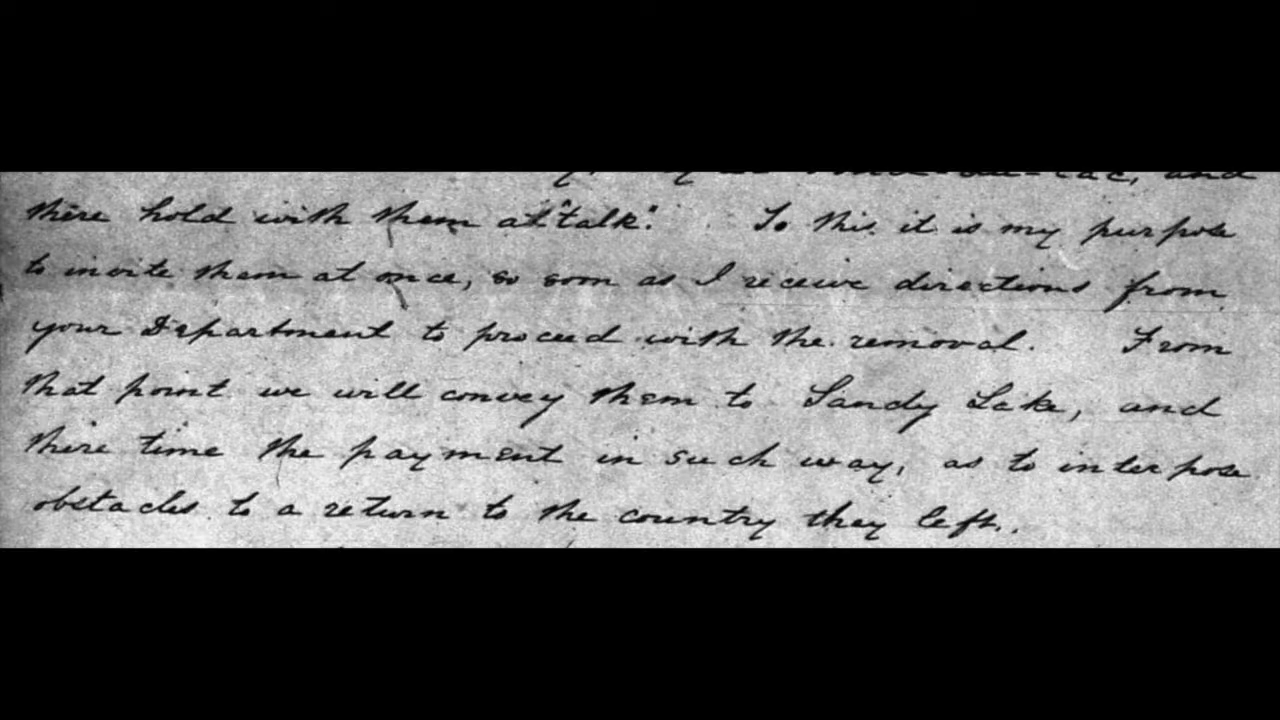 du-lac, and
there hold with them a "talk". To this it is my purpose
to invite them at once, so soon as I receive directions from
your Department to proceed with the removal. From
that point we will convey them to Sandy Lake, and
there time the payment in such way, as to interpose
obstacles to a return to the country they left.